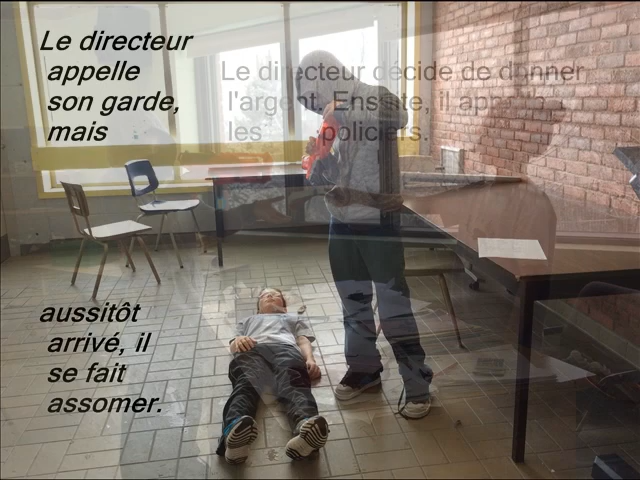 Le directeur
appelle
son garde,
mais
Le directeur décide de donner
l'argent. Ensuite, il appelle
les policiers.
aussitôt
arrivé, il
se fait
assomer.